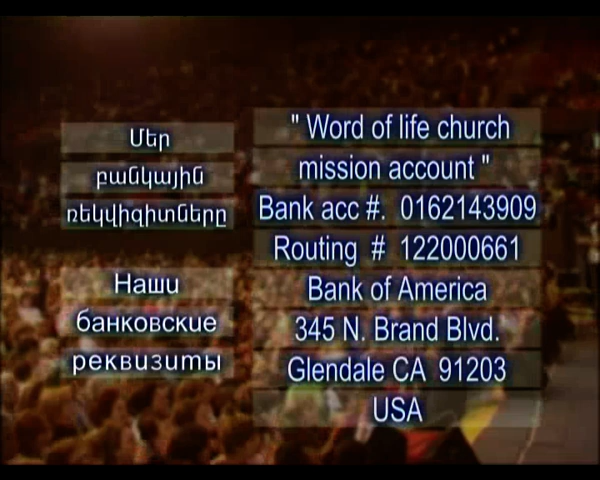 Մեր
բանկային
ռեկվիզիտները
Наши
банковские
реквизиты
" Word of life church
mission account "
Bank acc #. 0162143909
Routing # 122000661
Bank of America
345 N. Brand Blvd.
Glendale CA 91203
USA